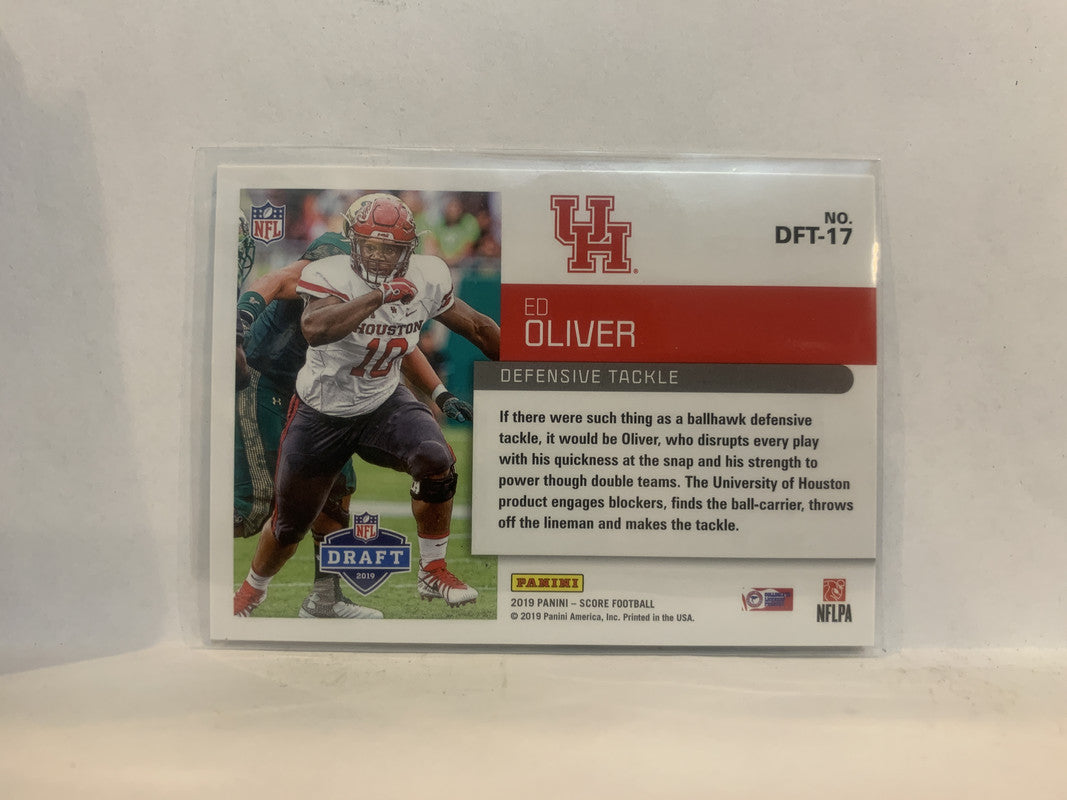 NFL
HOUSTON
10
NFL
DRAFT
2019
UH
NO.
DFT-17
ED
OLIVER
DEFENSIVE TACKLE
If there were such thing as a ballhawk defensive
tackle, it would be Oliver, who disrupts every play
with his quickness at the snap and his strength to
power though double teams. The University of Houston
product engages blockers, finds the ball-carrier, throws
off the lineman and makes the tackle.
PANINI
2019 PANINI – SCORE FOOTBALL
© 2019 Panini America, Inc. Printed in the USA.
NFLPA